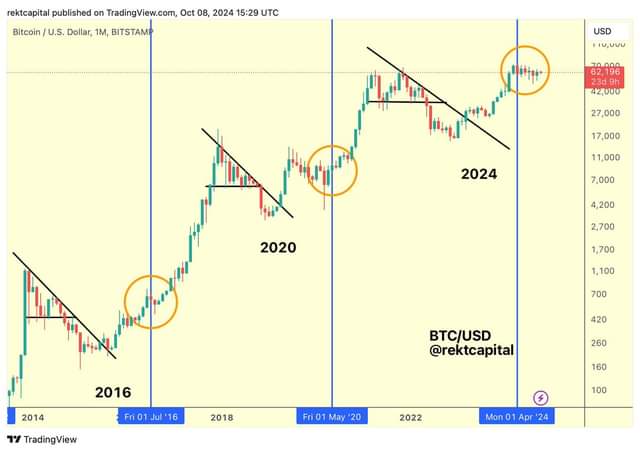 rektcapital published on TradingView.com, Oct 08, 2024 15:29 UTC
Bitcoin / U.S. Dollar, 1M, BITSTAMP
USD
110,000
70,000
62,196
23d 9h
42,000
27,000
17,000
11,000
7,000
4,200
2,700
1,700
1,100
700
420
260
160
100
2024
2020
2016
BTC/USD
@rektcapital
2014
Fri 01 Jul '16
2018
Fri 01 May '20
2022
Mon 01 Apr '24
TradingView